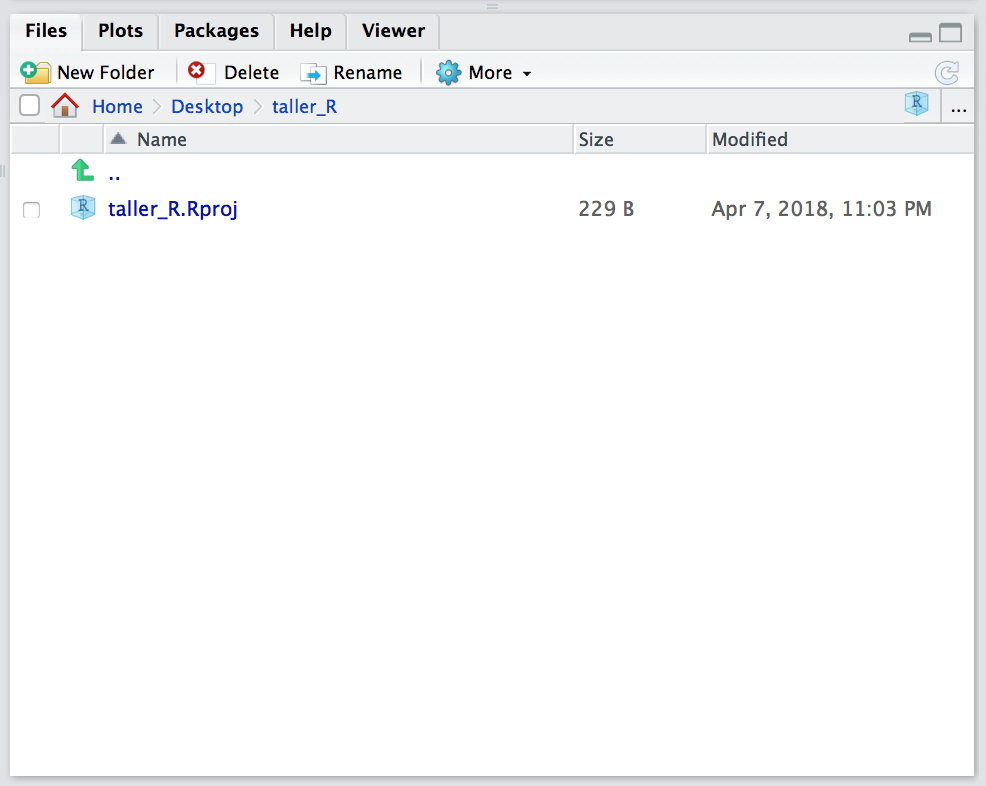 Files Plots Packages Help Viewer
New Folder Delete Rename More
Home Desktop taller_R R ...
Name Size Modified
..
R taller_R.Rproj 229 B Apr 7, 2018, 11:03 PM